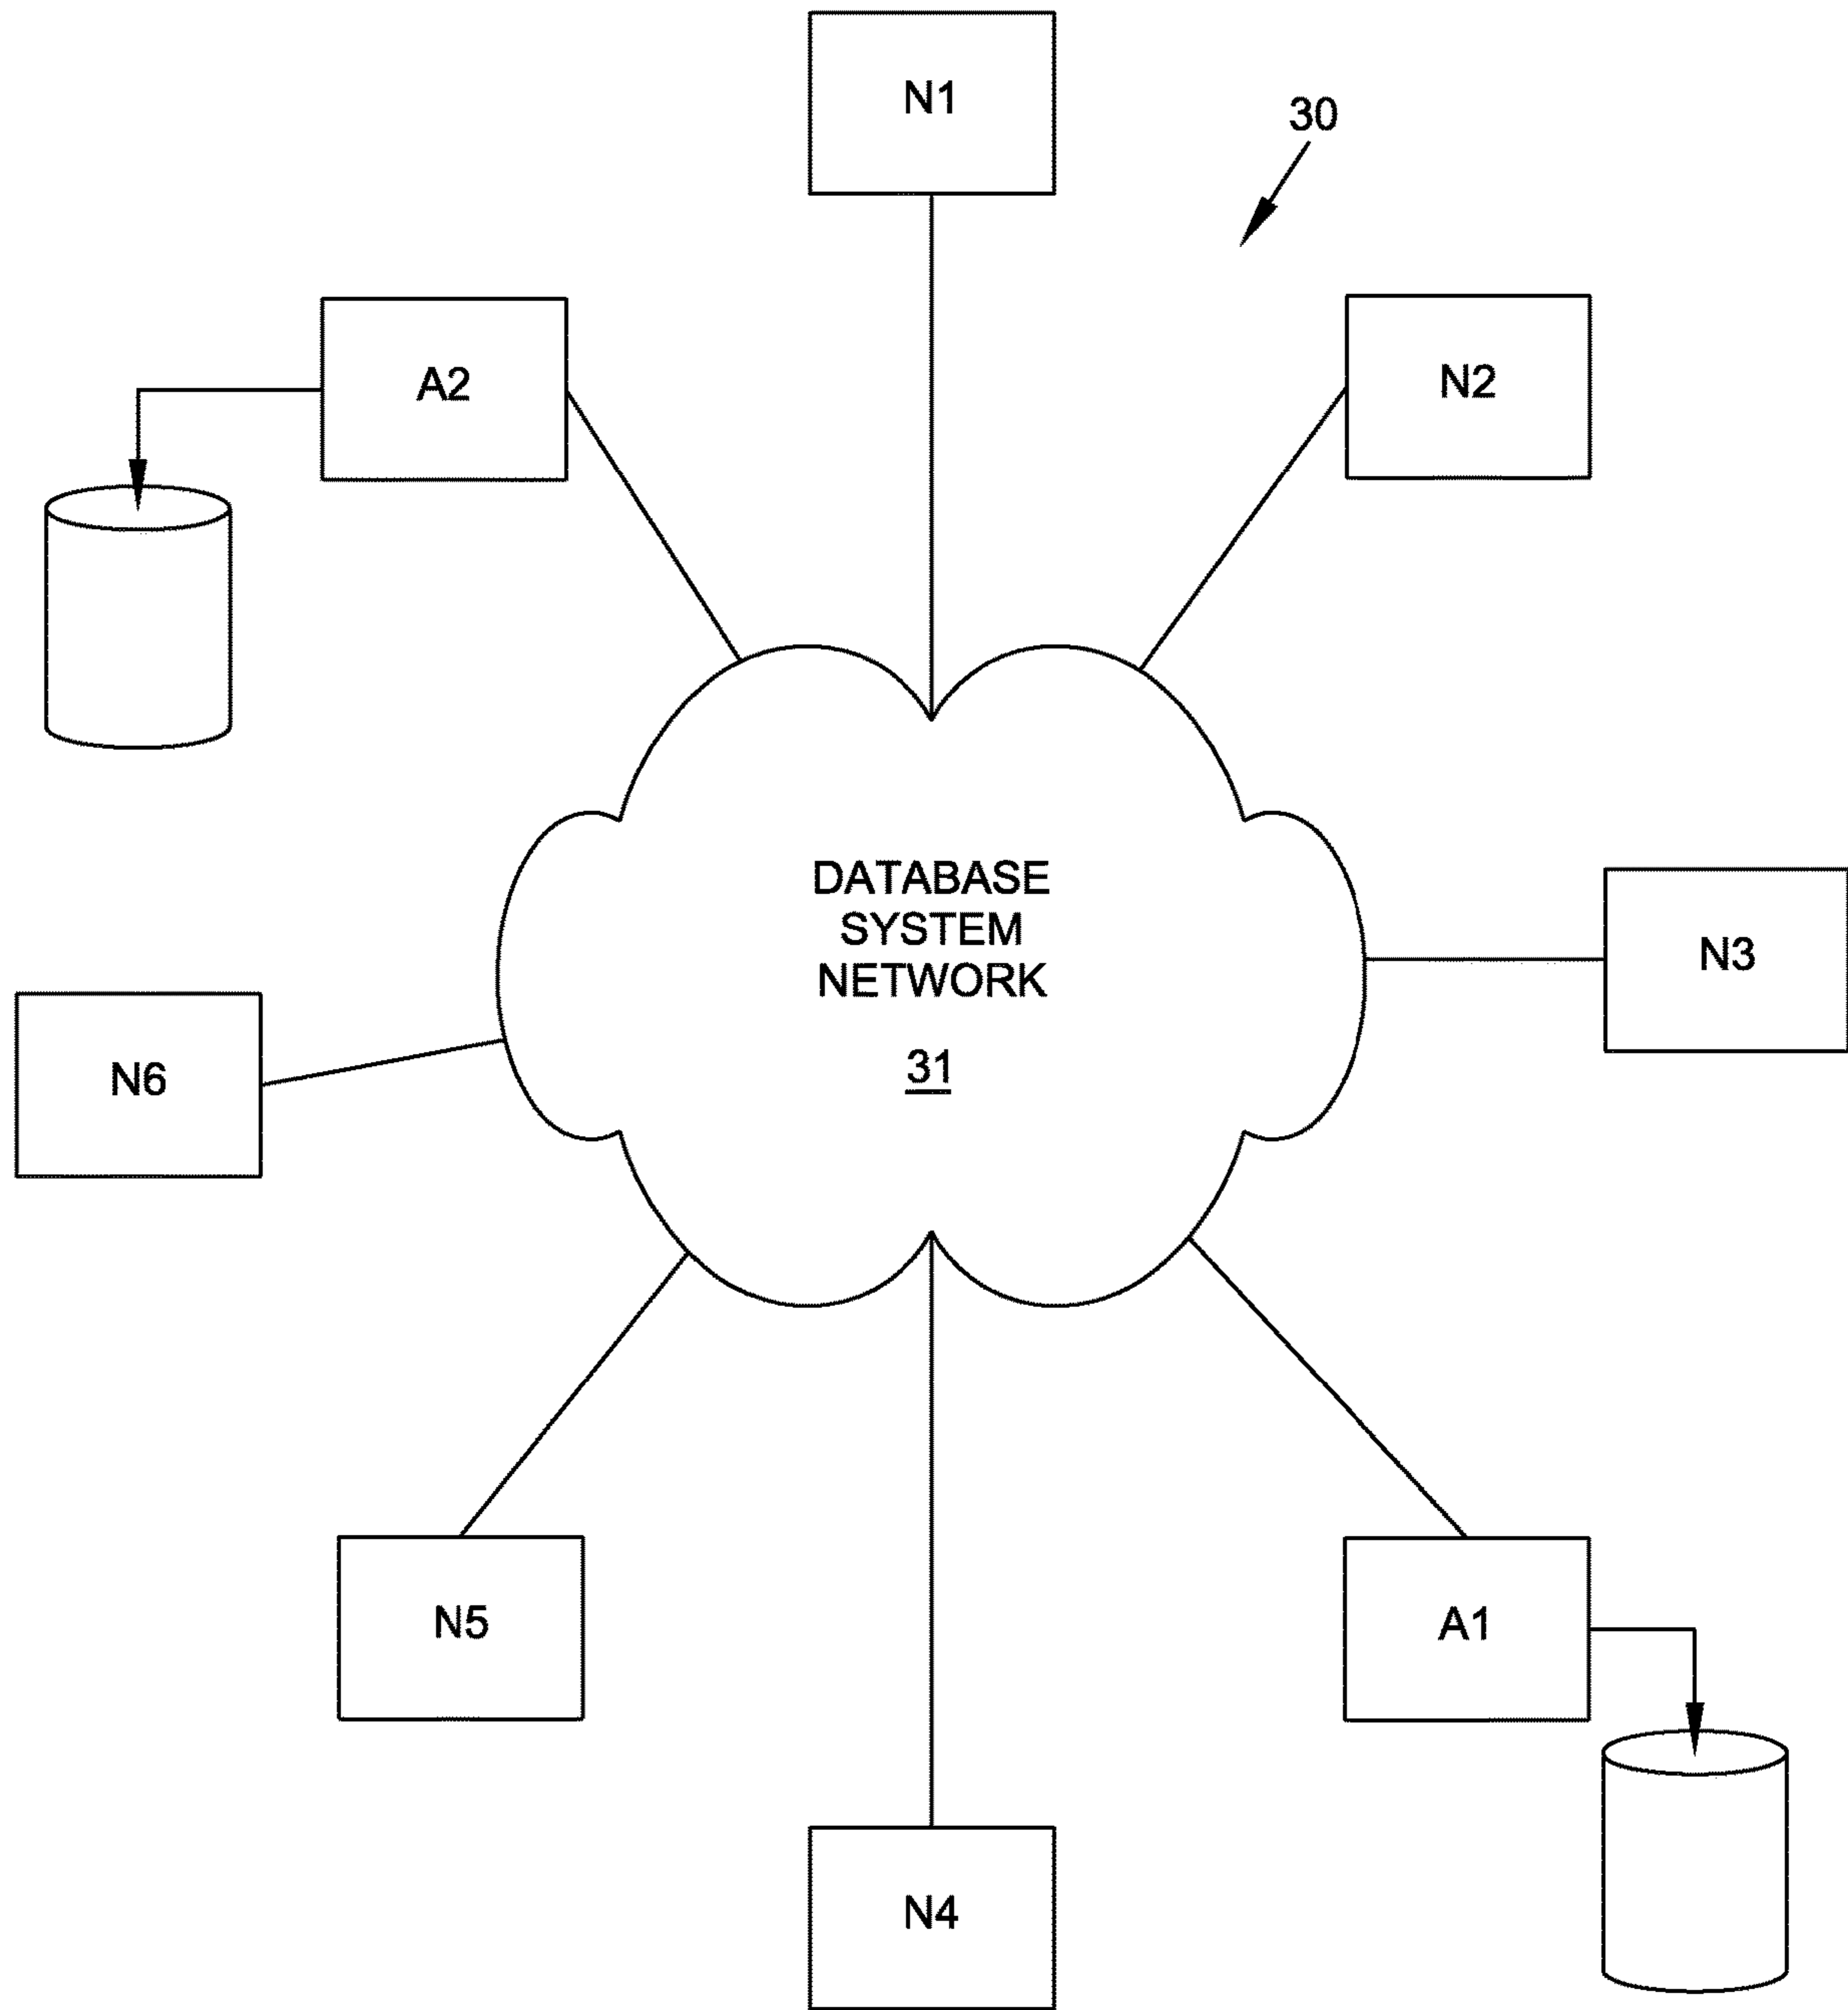 N1
30
A2
N2
DATABASE
SYSTEM
NETWORK
31
N3
N6
N5
A1
N4